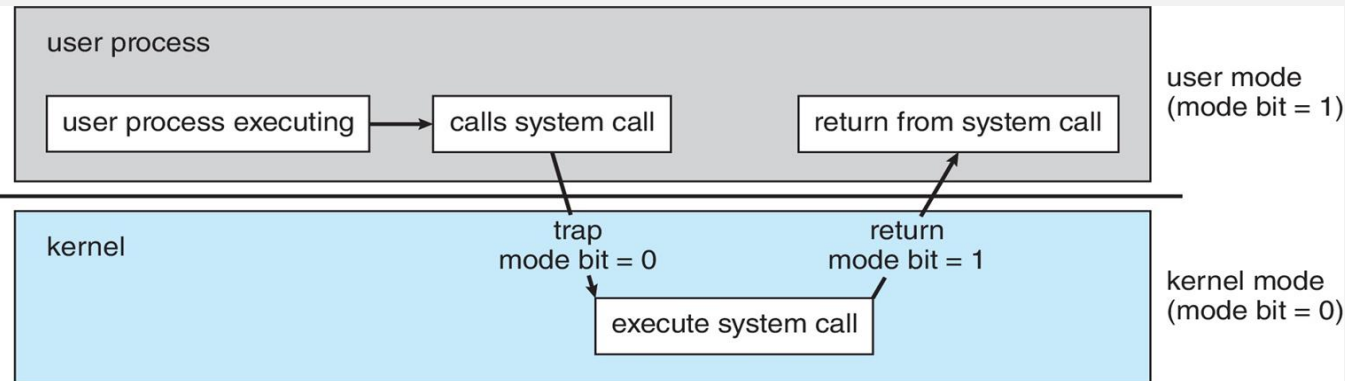 user process
user process executing
calls system call
return from system call
user mode
(mode bit = 1)
kernel
trap
mode bit = 0
return
mode bit = 1
execute system call
kernel mode
(mode bit = 0)